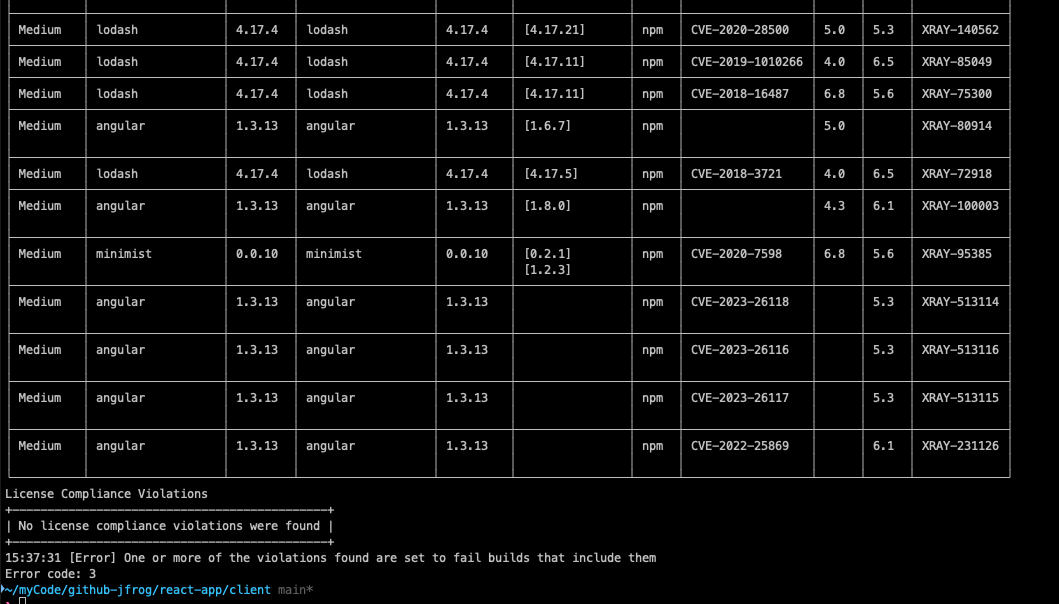 Medium lodash 4.17.4 lodash 4.17.4 [4.17.21] npm CVE-2020-28500 5.0 5.3 XRAY-140562
Medium lodash 4.17.4 lodash 4.17.4 [4.17.11] npm CVE-2019-1010266 4.0 6.5 XRAY-85049
Medium lodash 4.17.4 lodash 4.17.4 [4.17.11] npm CVE-2018-16487 6.8 5.6 XRAY-75300
Medium angular 1.3.13 angular 1.3.13 [1.6.7] npm 5.0 XRAY-80914
Medium lodash 4.17.4 lodash 4.17.4 [4.17.5] npm CVE-2018-3721 4.0 6.5 XRAY-72918
Medium angular 1.3.13 angular 1.3.13 [1.8.0] npm 4.3 6.1 XRAY-100003
Medium minimist 0.0.10 minimist 0.0.10 [0.2.1] npm CVE-2020-7598 6.8 5.6 XRAY-95385
[1.2.3]
Medium angular 1.3.13 angular 1.3.13 npm CVE-2023-26118 5.3 XRAY-513114
Medium angular 1.3.13 angular 1.3.13 npm CVE-2023-26116 5.3 XRAY-513116
Medium angular 1.3.13 angular 1.3.13 npm CVE-2023-26117 5.3 XRAY-513115
Medium angular 1.3.13 angular 1.3.13 npm CVE-2022-25869 6.1 XRAY-231126
License Compliance Violations
| No license compliance violations were found |
15:37:31 [Error] One or more of the violations found are set to fail builds that include them
Error code: 3
~/myCode/github-jfrog/react-app/client main*